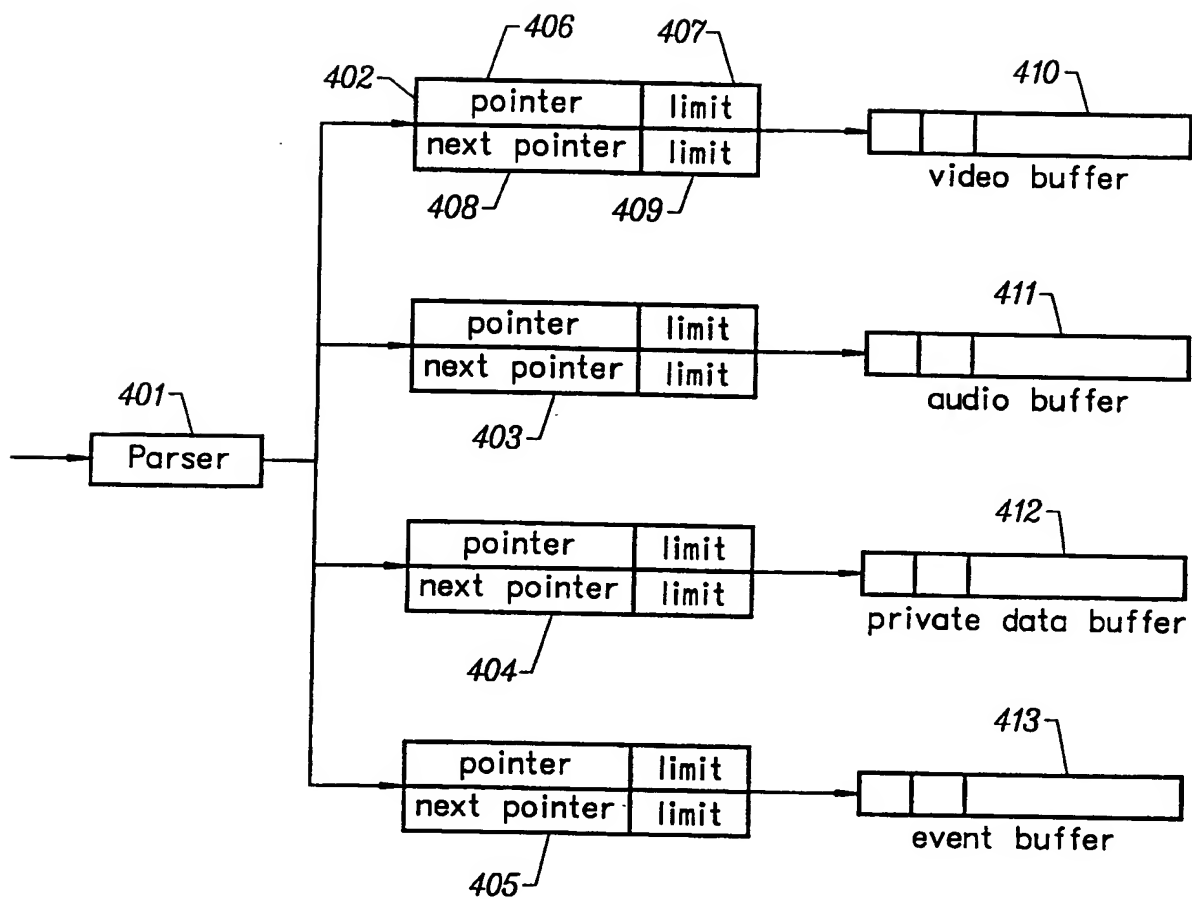 406
407
402
pointer limit
next pointer limit
408
409
410
video buffer
pointer limit
next pointer limit
403
411
audio buffer
401
Parser
pointer limit
next pointer limit
404
412
private data buffer
pointer limit
next pointer limit
405
413
event buffer